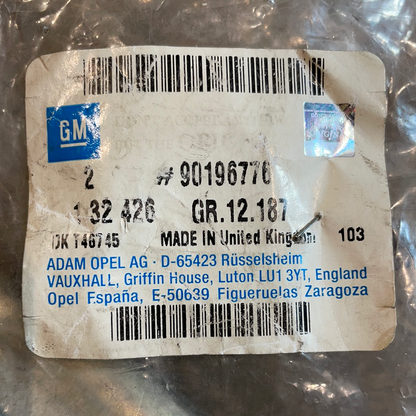 GM
2 # 90196776
1 32 426 GR.12.187
DK T46T45 MADE IN United Kingdom 103
ADAM OPEL AG · D-65423 Rüsselsheim
VAUXHALL, Griffin House, Luton LU1 3YT, England
Opel España, E-50639 Figueruelas Zaragoza